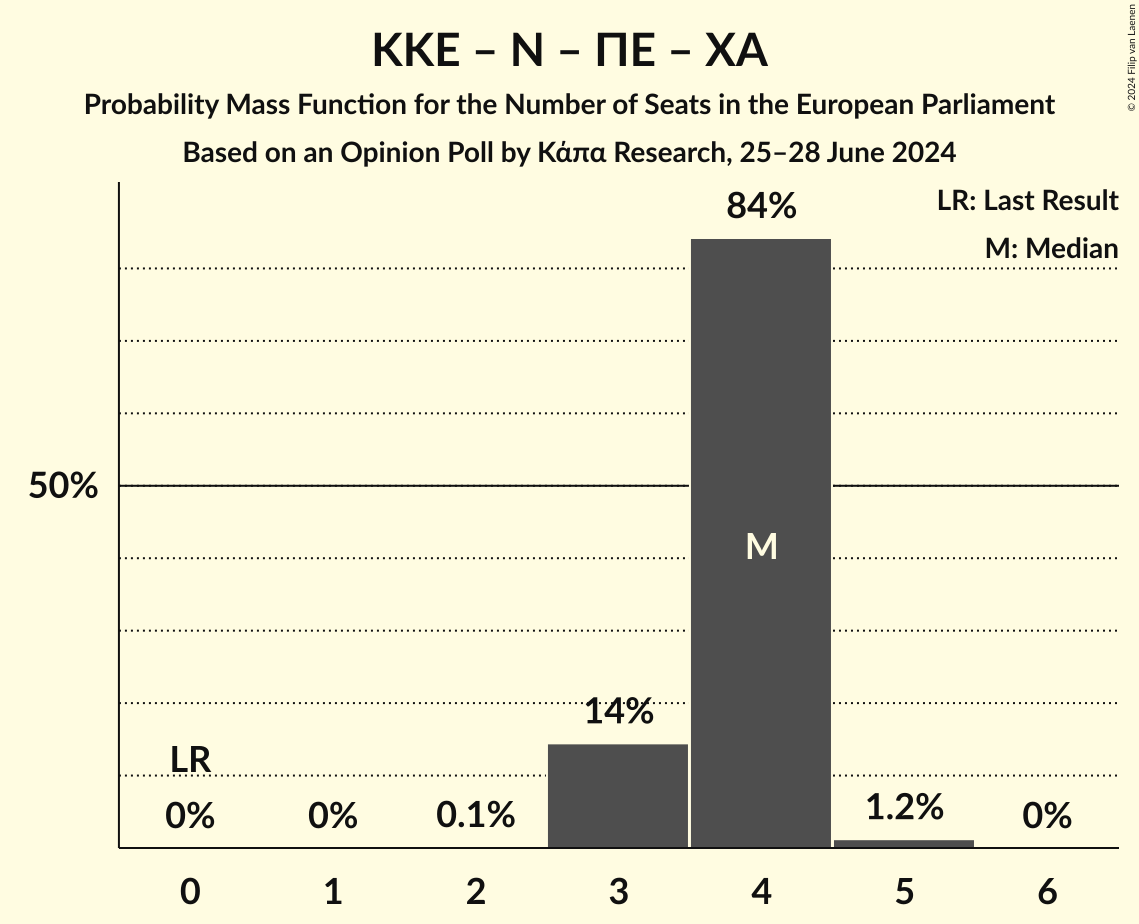 ΚΚΕ – Ν – ΠΕ – ΧΑ
Probability Mass Function for the Number of Seats in the European Parliament
Based on an Opinion Poll by Κάπα Research, 25–28 June 2024
© 2024 Filip van Laenen
LR: Last Result
M: Median
84%
50%
M
14%
LR
0%
0%
0.1%
1.2%
0%
0
1
2
3
4
5
6